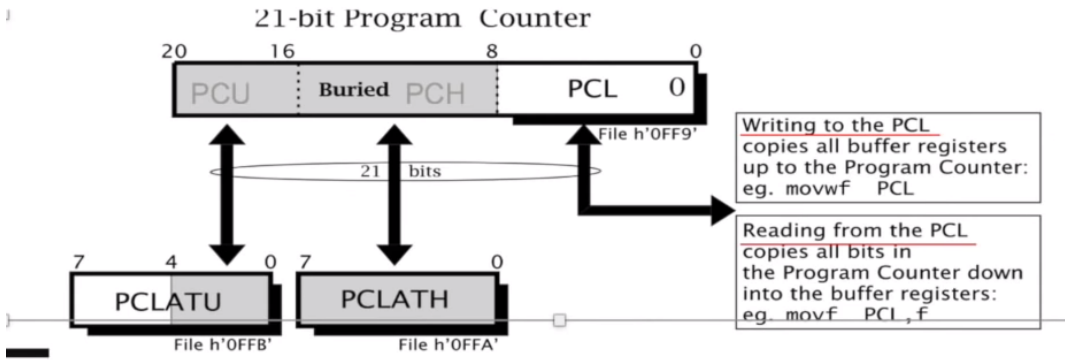 21-bit Program Counter
20 16 8 0
PCU Buried PCH PCL 0
File h'0FF9'
21 bits
Writing to the PCL
copies all buffer registers
up to the Program Counter:
eg. movwf PCL
Reading from the PCL
copies all bits in
the Program Counter down
into the buffer registers:
eg. movf PCL,f
7 4 0 7 0
PCLATU PCLATH
File h'0FFB' File h'0FFA'